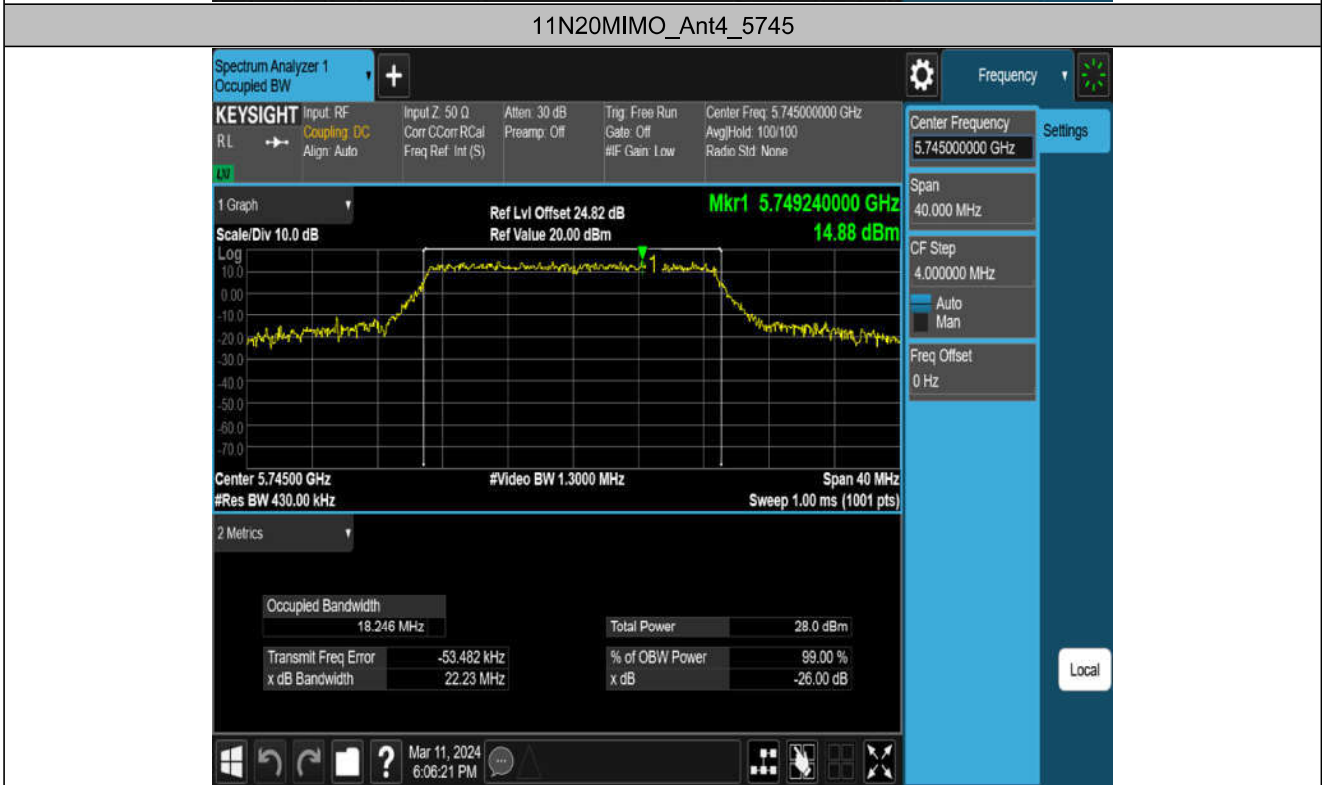 11N20MIMO_Ant4_5745
Spectrum Analyzer 1
Occupied BW
Frequency
KEYSIGHT Input: RF
Coupling: DC
Align: Auto
RL
Input Z: 50 Ω
Corr CCorr RCal
Freq Ref: Int (S)
Atten: 30 dB
Preamp: Off
Trig: Free Run
Gate: Off
#IF Gain: Low
Center Freq: 5.745000000 GHz
Avg|Hold: 100/100
Radio Std: None
Center Frequency
5.745000000 GHz
Settings
Span
40.000 MHz
CF Step
4.000000 MHz
Auto
Man
Freq Offset
0 Hz
1 Graph
Scale/Div 10.0 dB
Ref Lvl Offset 24.82 dB
Ref Value 20.00 dBm
Mkr1 5.749240000 GHz
14.88 dBm
Log
10.0
0.00
-10.0
-20.0
-30.0
-40.0
-50.0
-60.0
-70.0
1
Center 5.74500 GHz
#Video BW 1.3000 MHz
Span 40 MHz
#Res BW 430.00 kHz
Sweep 1.00 ms (1001 pts)
2 Metrics
Occupied Bandwidth
18.246 MHz
Total Power 28.0 dBm
Transmit Freq Error -53.482 kHz
% of OBW Power 99.00 %
x dB Bandwidth 22.23 MHz
x dB -26.00 dB
Local
Mar 11, 2024
6:06:21 PM